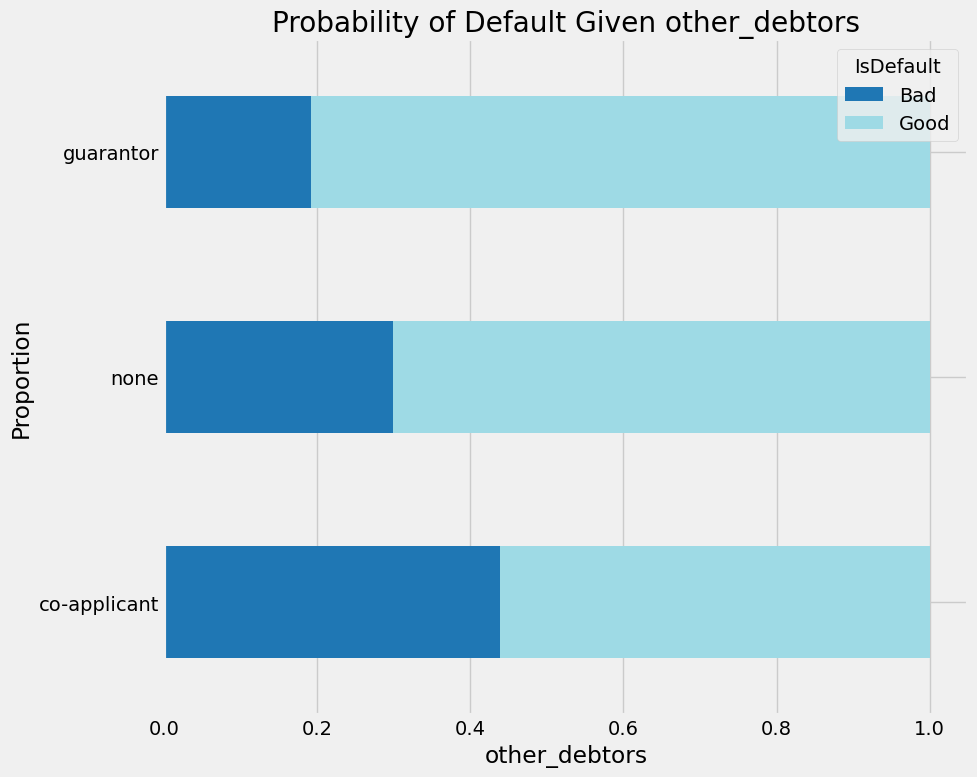 Probability of Default Given other_debtors
IsDefault
Bad
Good
guarantor
none
co-applicant
Proportion
0.0 0.2 0.4 0.6 0.8 1.0
other_debtors